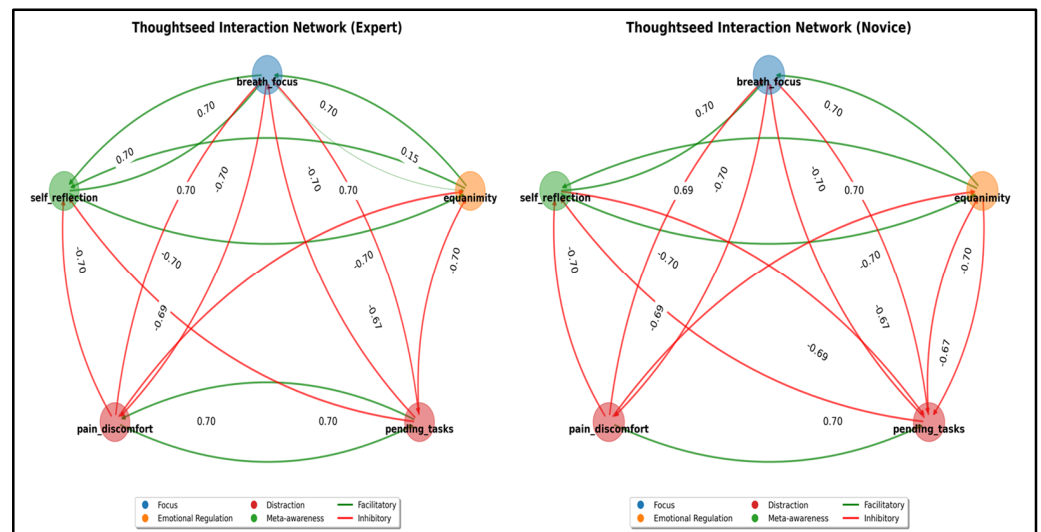 Thoughtseed Interaction Network (Expert)
breath_focus
0.70
0.70
0.70
0.15
self_reflection
0.70
-0.70
-0.70
0.70
equanimity
-0.70
-0.70
-0.70
-0.70
-0.69
-0.67
pain_discomfort
0.70
0.70
pending_tasks
Focus
Distraction
Facilitatory
Emotional Regulation
Meta-awareness
Inhibitory
Thoughtseed Interaction Network (Novice)
breath_focus
0.70
0.70
self_reflection
0.69
-0.70
-0.70
0.70
equanimity
-0.70
-0.70
-0.70
-0.70
-0.69
-0.67
-0.69
-0.67
pain_discomfort
0.70
pending_tasks
Focus
Distraction
Facilitatory
Emotional Regulation
Meta-awareness
Inhibitory